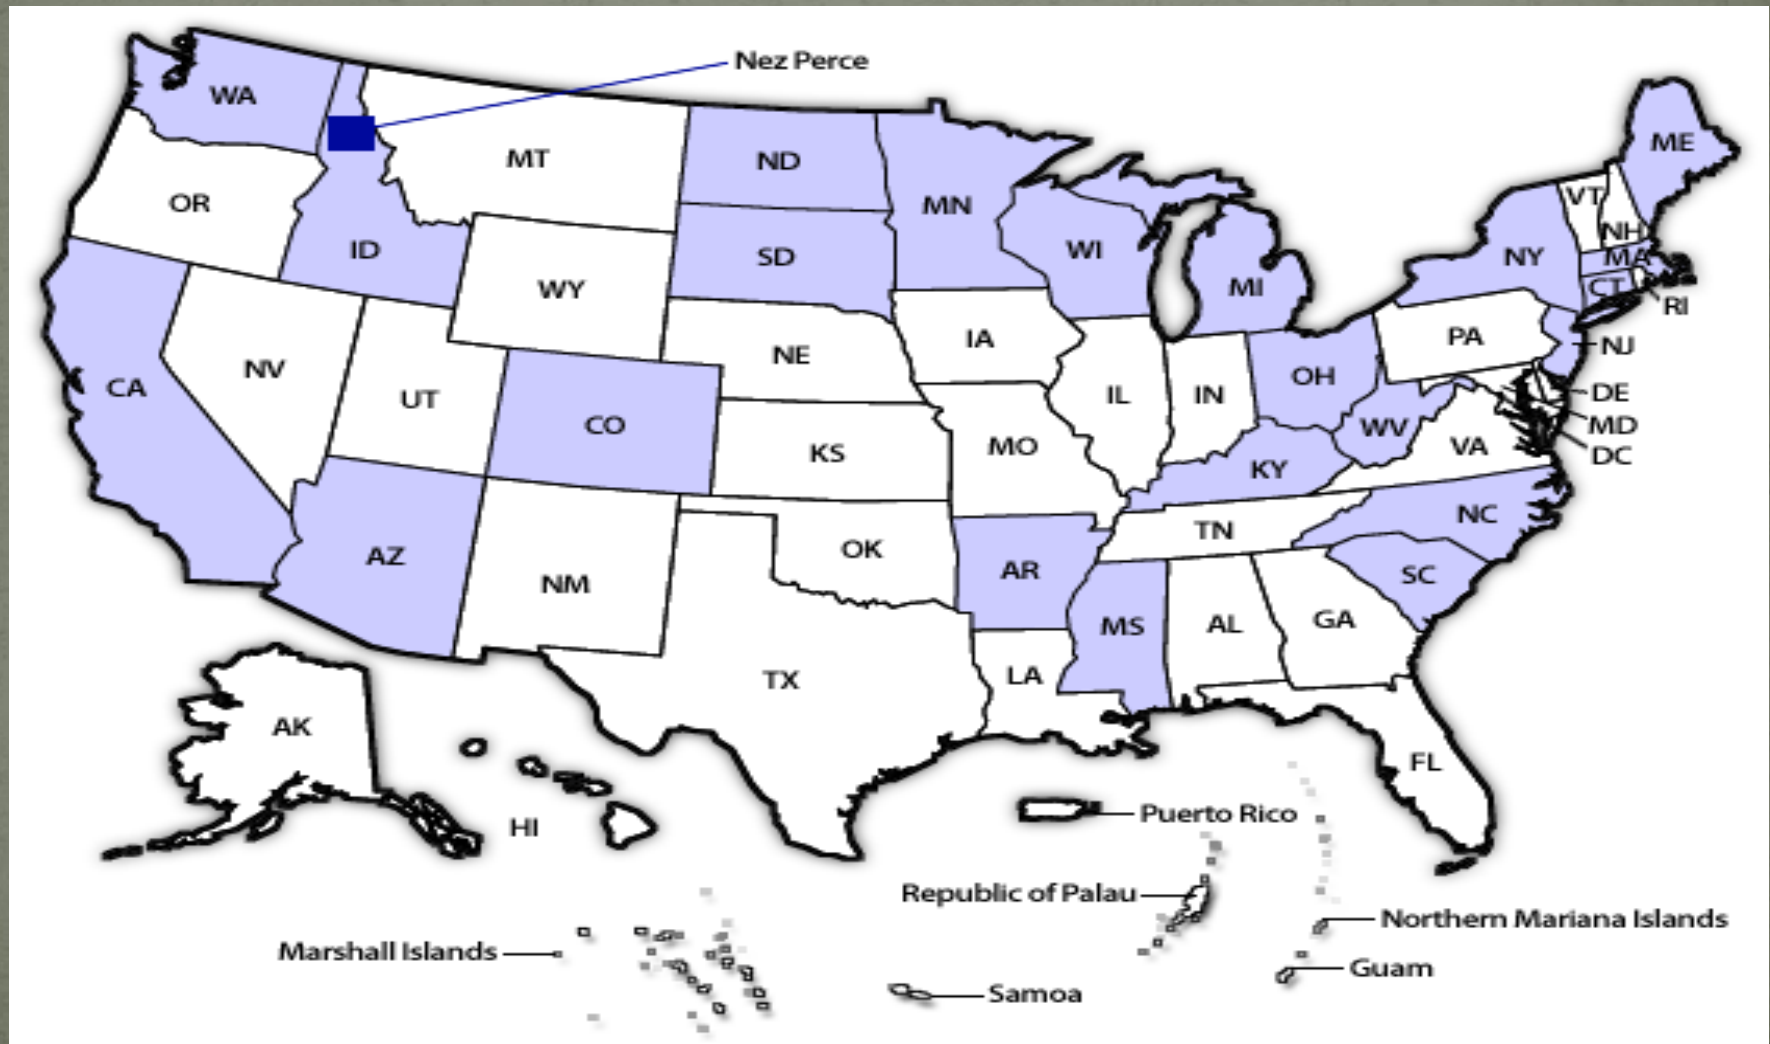 Nez Perce
WA
MT
ND
MN
ME
OR
ID
SD
WI
MI
NY
VT
NH
MA
CT
RI
WY
IA
NE
PA
NJ
CA
NV
UT
CO
KS
MO
IL
IN
OH
WV
VA
DE
MD
DC
KY
NC
TN
AZ
NM
OK
AR
SC
MS
AL
GA
TX
LA
FL
AK
HI
Puerto Rico
Republic of Palau
Northern Mariana Islands
Marshall Islands
Guam
Samoa